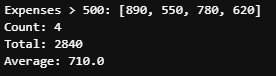 Expenses > 500: [890, 550, 780, 620]
Count: 4
Total: 2840
Average: 710.0